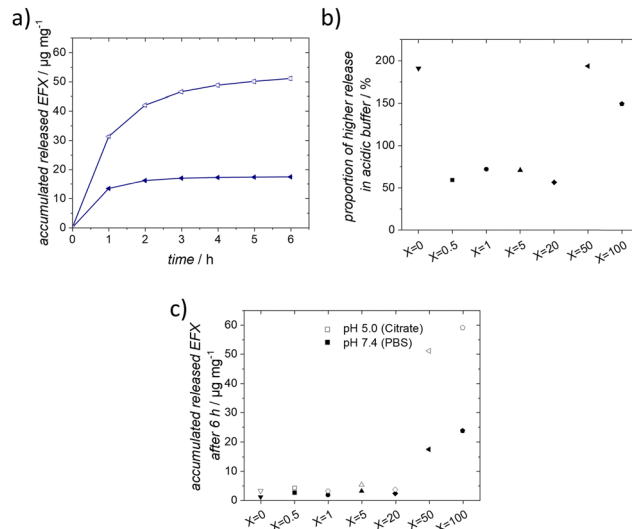 a)
accumulated released EFX / µg mg⁻¹
60
50
40
30
20
10
0
0 1 2 3 4 5 6
time / h
b)
proportion of higher release
in acidic buffer / %
200
150
100
50
0
X=0 X=0.5 X=1 X=5 X=20 X=50 X=100
c)
accumulated released EFX
after 6 h / µg mg⁻¹
60
50
40
30
20
10
0
pH 5.0 (Citrate)
pH 7.4 (PBS)
X=0 X=0.5 X=1 X=5 X=20 X=50 X=100